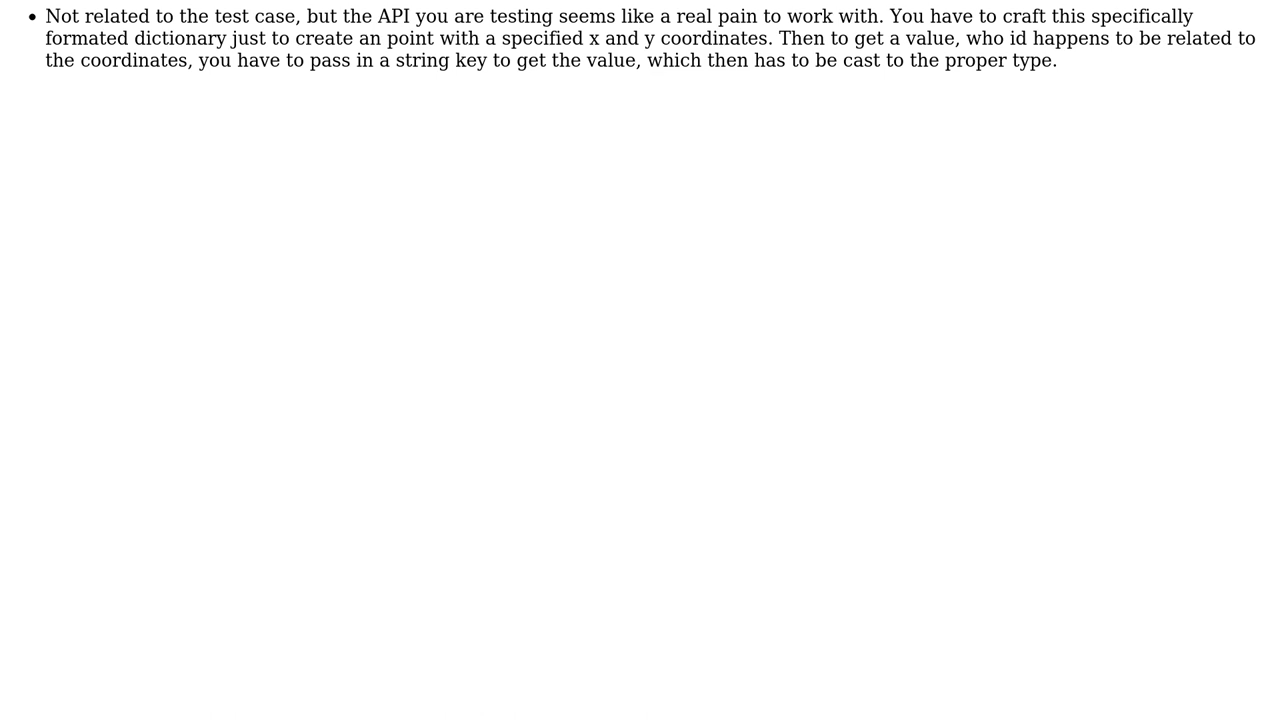 • Not related to the test case, but the API you are testing seems like a real pain to work with. You have to craft this specifically
formated dictionary just to create an point with a specified x and y coordinates. Then to get a value, who id happens to be related to
the coordinates, you have to pass in a string key to get the value, which then has to be cast to the proper type.